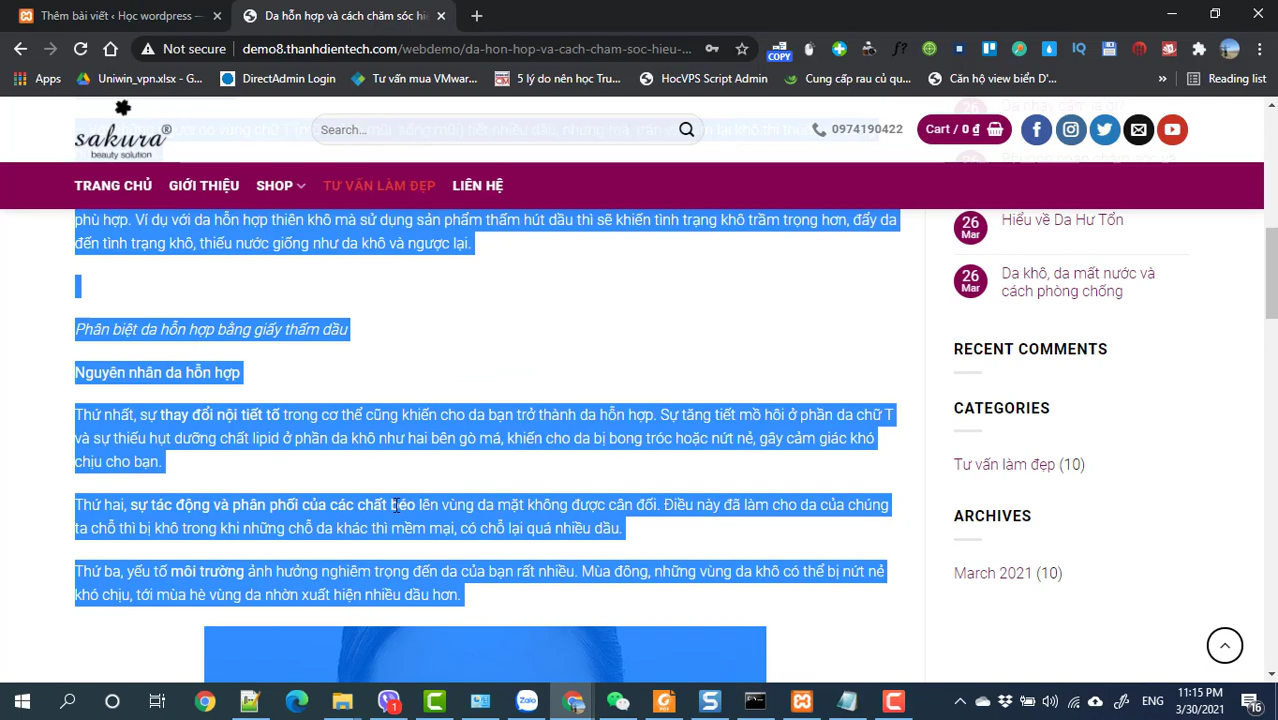 Thêm bài viết ‹ Học wordpress —
Da hỗn hợp và cách chăm sóc hiệ
Not secure
demo8.thanhdientech.com/webdemo/da-hon-hop-va-cach-cham-soc-hieu-...
COPY
Apps
Uniwin_vpn.xlsx - G...
DirectAdmin Login
Tư vấn mua VMwar...
5 lý do nên học Tru...
HocVPS Script Admin
Cung cấp rau củ qu...
Căn hộ view biển D'...
Reading list
sakura
beauty solution
Search...
0974190422
Cart / 0 ₫
TRANG CHỦ
GIỚI THIỆU
SHOP
TƯ VẤN LÀM ĐẸP
LIÊN HỆ
phù hợp. Ví dụ với da hỗn hợp thiên khô mà sử dụng sản phẩm thấm hút dầu thì sẽ khiến tình trạng khô trầm trọng hơn, đẩy da
đến tình trạng khô, thiếu nước giống như da khô và ngược lại.
Phân biệt da hỗn hợp bằng giấy thấm dầu
Nguyên nhân da hỗn hợp
Thứ nhất, sự thay đổi nội tiết tố trong cơ thể cũng khiến cho da bạn trở thành da hỗn hợp. Sự tăng tiết mồ hôi ở phần da chữ T
và sự thiếu hụt dưỡng chất lipid ở phần da khô như hai bên gò má, khiến cho da bị bong tróc hoặc nứt nẻ, gây cảm giác khó
chịu cho bạn.
Thứ hai, sự tác động và phân phối của các chất béo lên vùng da mặt không được cân đối. Điều này đã làm cho da của chúng
ta chỗ thì bị khô trong khi những chỗ da khác thì mềm mại, có chỗ lại quá nhiều dầu.
Thứ ba, yếu tố môi trường ảnh hưởng nghiêm trọng đến da của bạn rất nhiều. Mùa đông, những vùng da khô có thể bị nứt nẻ
khó chịu, tới mùa hè vùng da nhờn xuất hiện nhiều dầu hơn.
26
Da nhạy cảm là gì?
26
Mar
Hiểu về Da Hư Tổn
26
Mar
Da khô, da mất nước và
cách phòng chống
RECENT COMMENTS
CATEGORIES
Tư vấn làm đẹp (10)
ARCHIVES
March 2021 (10)
ENG
11:15 PM
3/30/2021
16